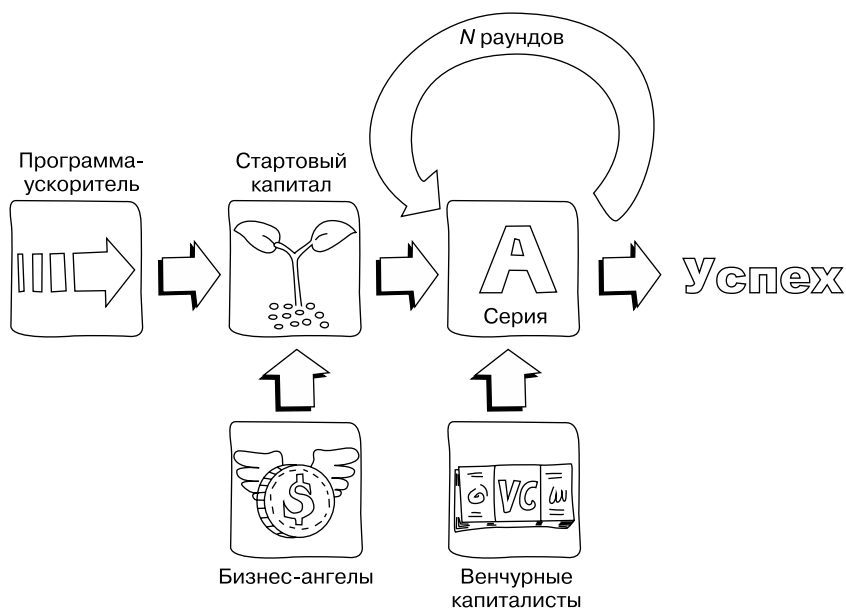 N раундов
Программа-
ускоритель
Стартовый
капитал
А
Серия
Успех
$
VC
Бизнес-ангелы
Венчурные
капиталисты